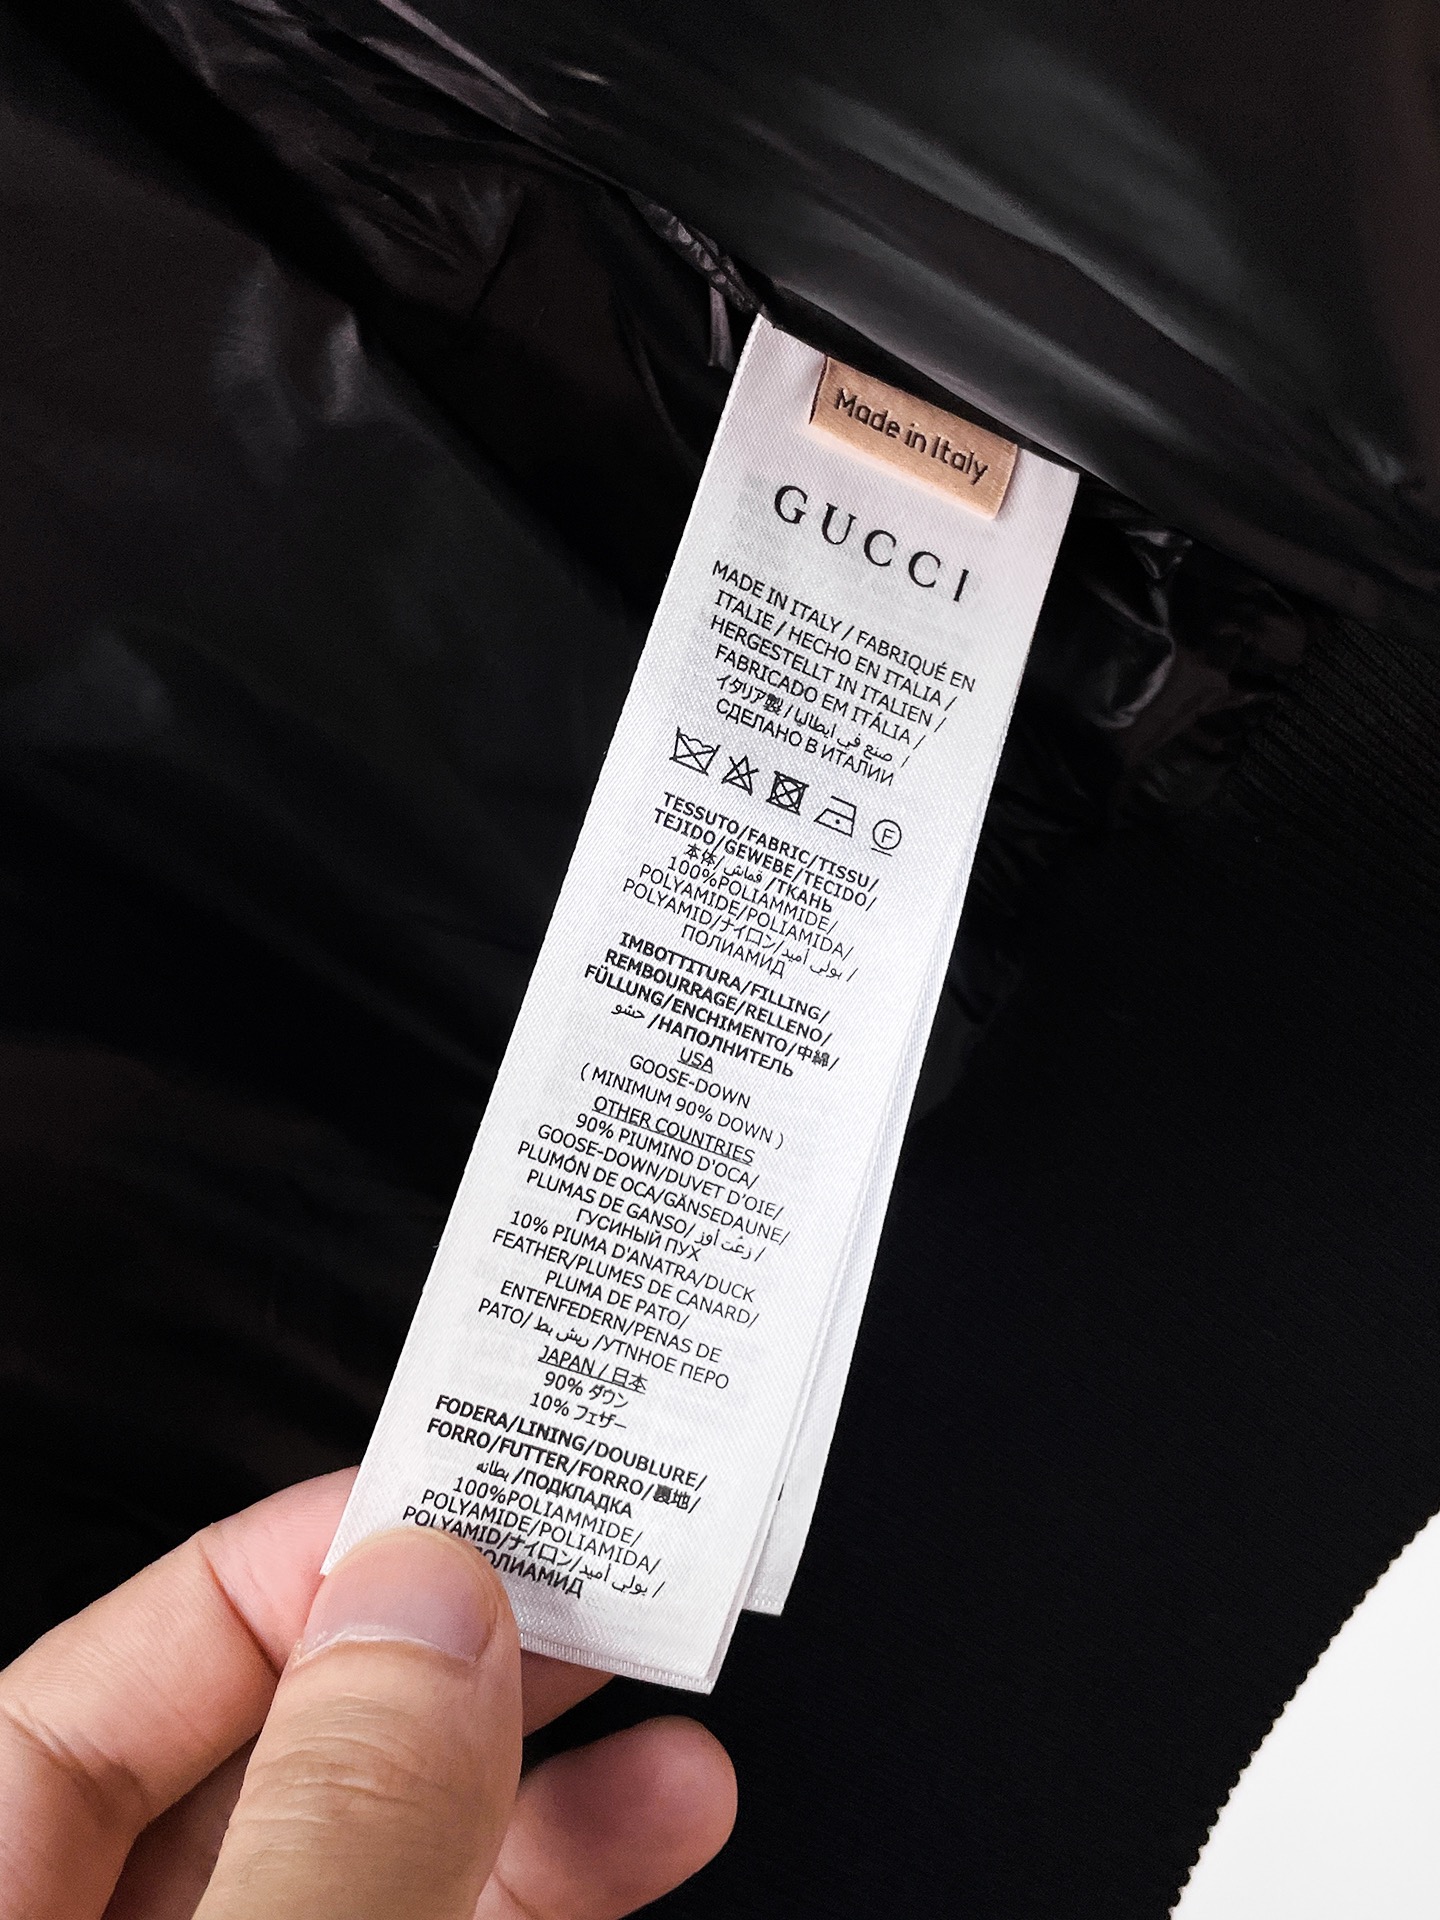 Made in Italy
GUCCI
MADE IN ITALY / FABRIQUÉ EN
ITALIE / HECHO EN ITALIA /
HERGESTELLT IN ITALIEN /
FABRICADO EM ITÁLIA /
イタリア製 / صنع في ايطاليا /
СДЕЛАНО В ИТАЛИИ
F
TESSUTO/FABRIC/TISSU/
TEJIDO/GEWEBE/TECIDO/
本体/ قماش /ТКАНЬ
100%POLIAMMIDE/
POLYAMIDE/POLIAMIDA/
POLYAMID/ナイロン/بولي أميد /
ПОЛИАМИД
IMBOTTITURA/FILLING/
REMBOURRAGE/RELLENO/
FÜLLUNG/ENCHIMENTO/中綿/
حشو /НАПОЛНИТЕЛЬ
USA
GOOSE-DOWN
( MINIMUM 90% DOWN )
OTHER COUNTRIES
90% PIUMINO D'OCA/
GOOSE-DOWN/DUVET D'OIE/
PLUMÓN DE OCA/GÄNSEDAUNE/
PLUMAS DE GANSO/ زغب أوز /
ГУСИНЫЙ ПУХ
10% PIUMA D'ANATRA/DUCK
FEATHER/PLUMES DE CANARD/
PLUMA DE PATO/
ENTENFEDERN/PENAS DE
PATO/ ريش بط /УТНОЕ ПЕРО
JAPAN / 日本
90% ダウン
10% フェザー
FODERA/LINING/DOUBLURE/
FORRO/FUTTER/FORRO/裏地/
بطانه /ПОДКЛАДКА
100%POLIAMMIDE/
POLYAMIDE/POLIAMIDA/
POLYAMID/ナイロン/بولي أميد /
ПОЛИАМИД